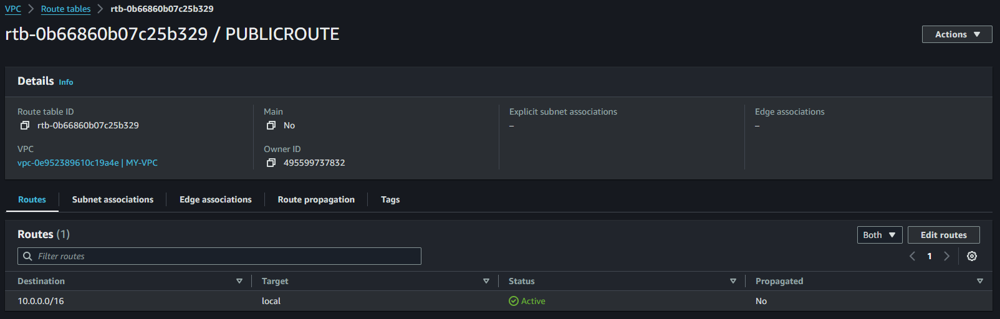 VPC > Route tables > rtb-0b66860b07c25b329
rtb-0b66860b07c25b329 / PUBLICROUTE
Actions
Details Info
Route table ID
rtb-0b66860b07c25b329
Main
No
Explicit subnet associations
–
Edge associations
–
VPC
vpc-0e952389610c19a4e | MY-VPC
Owner ID
495599737832
Routes Subnet associations Edge associations Route propagation Tags
Routes (1)
Both
Edit routes
Filter routes
1
Destination Target Status Propagated
10.0.0.0/16 local Active No